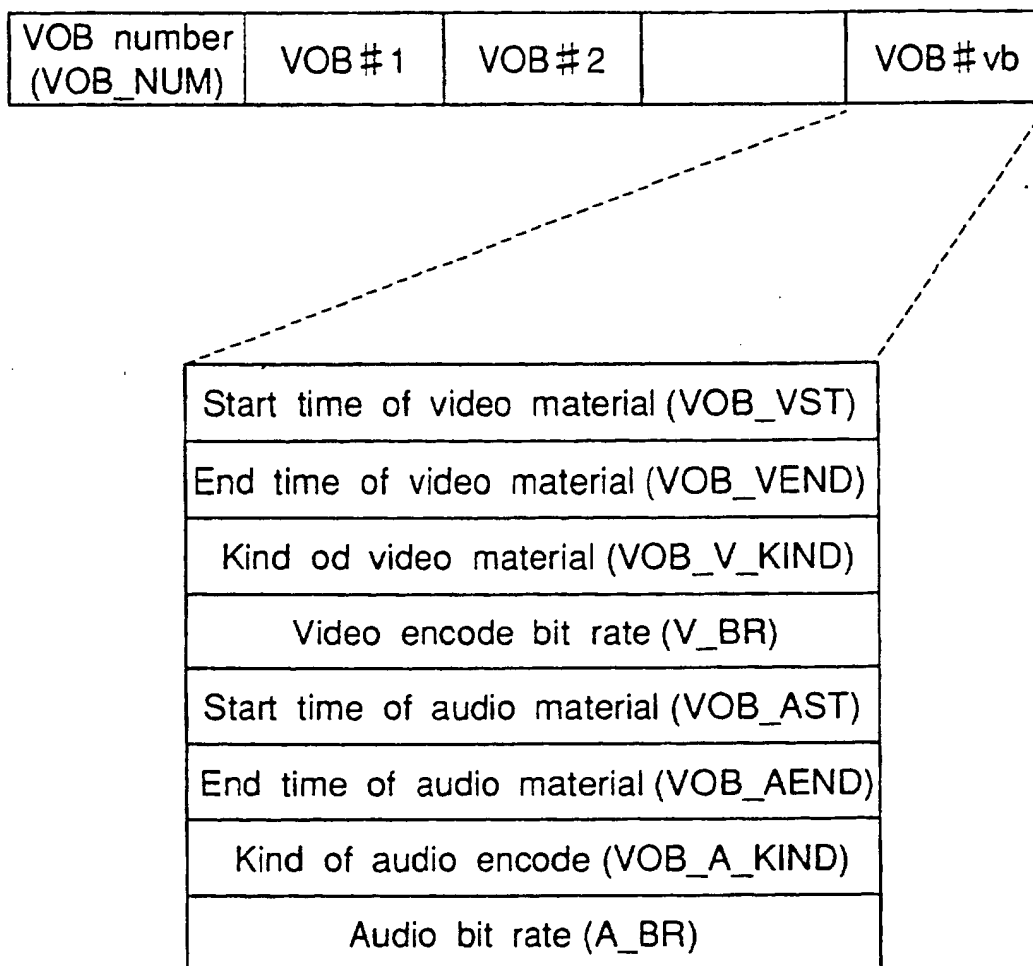 VOB number
(VOB_NUM)
VOB#1
VOB#2
VOB#vb
Start time of video material (VOB_VST)
End time of video material (VOB_VEND)
Kind od video material (VOB_V_KIND)
Video encode bit rate (V_BR)
Start time of audio material (VOB_AST)
End time of audio material (VOB_AEND)
Kind of audio encode (VOB_A_KIND)
Audio bit rate (A_BR)